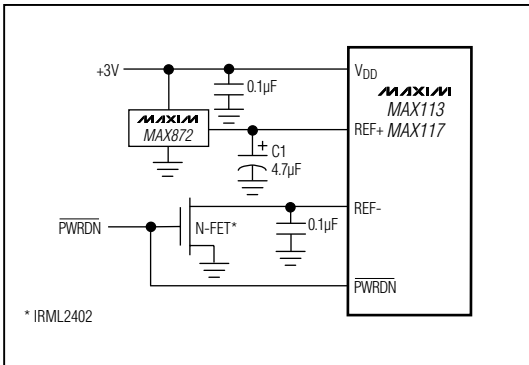 +3V
0.1µF
VDD
MAXIM
MAX872
MAXIM
MAX113
MAX117
REF+
+ C1
4.7µF
REF-
PWRDN
N-FET*
0.1µF
PWRDN
* IRML2402